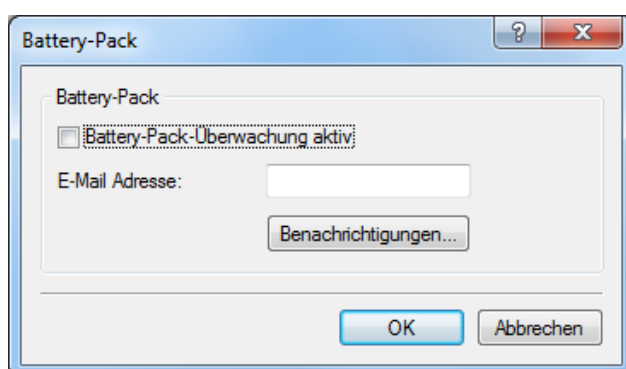 Battery-Pack
Battery-Pack
Battery-Pack-Überwachung aktiv
E-Mail Adresse:
Benachrichtigungen...
OK
Abbrechen